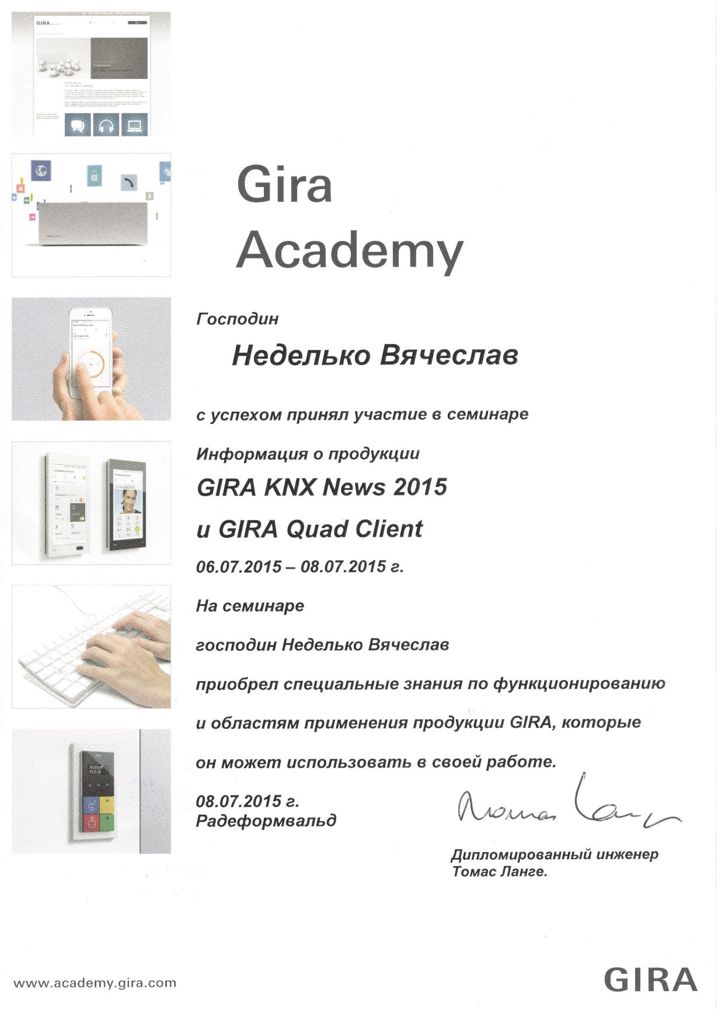 GIRA
Gira
Academy
Господин
Неделько Вячеслав
с успехом принял участие в семинаре
Информация о продукции
GIRA KNX News 2015
и GIRA Quad Client
06.07.2015 – 08.07.2015 г.
На семинаре
господин Неделько Вячеслав
приобрел специальные знания по функционированию
и областям применения продукции GIRA, которые
он может использовать в своей работе.
08.07.2015 г.
Радеформвальд
Thomas Lange
Дипломированный инженер
Томас Ланге.
www.academy.gira.com
GIRA